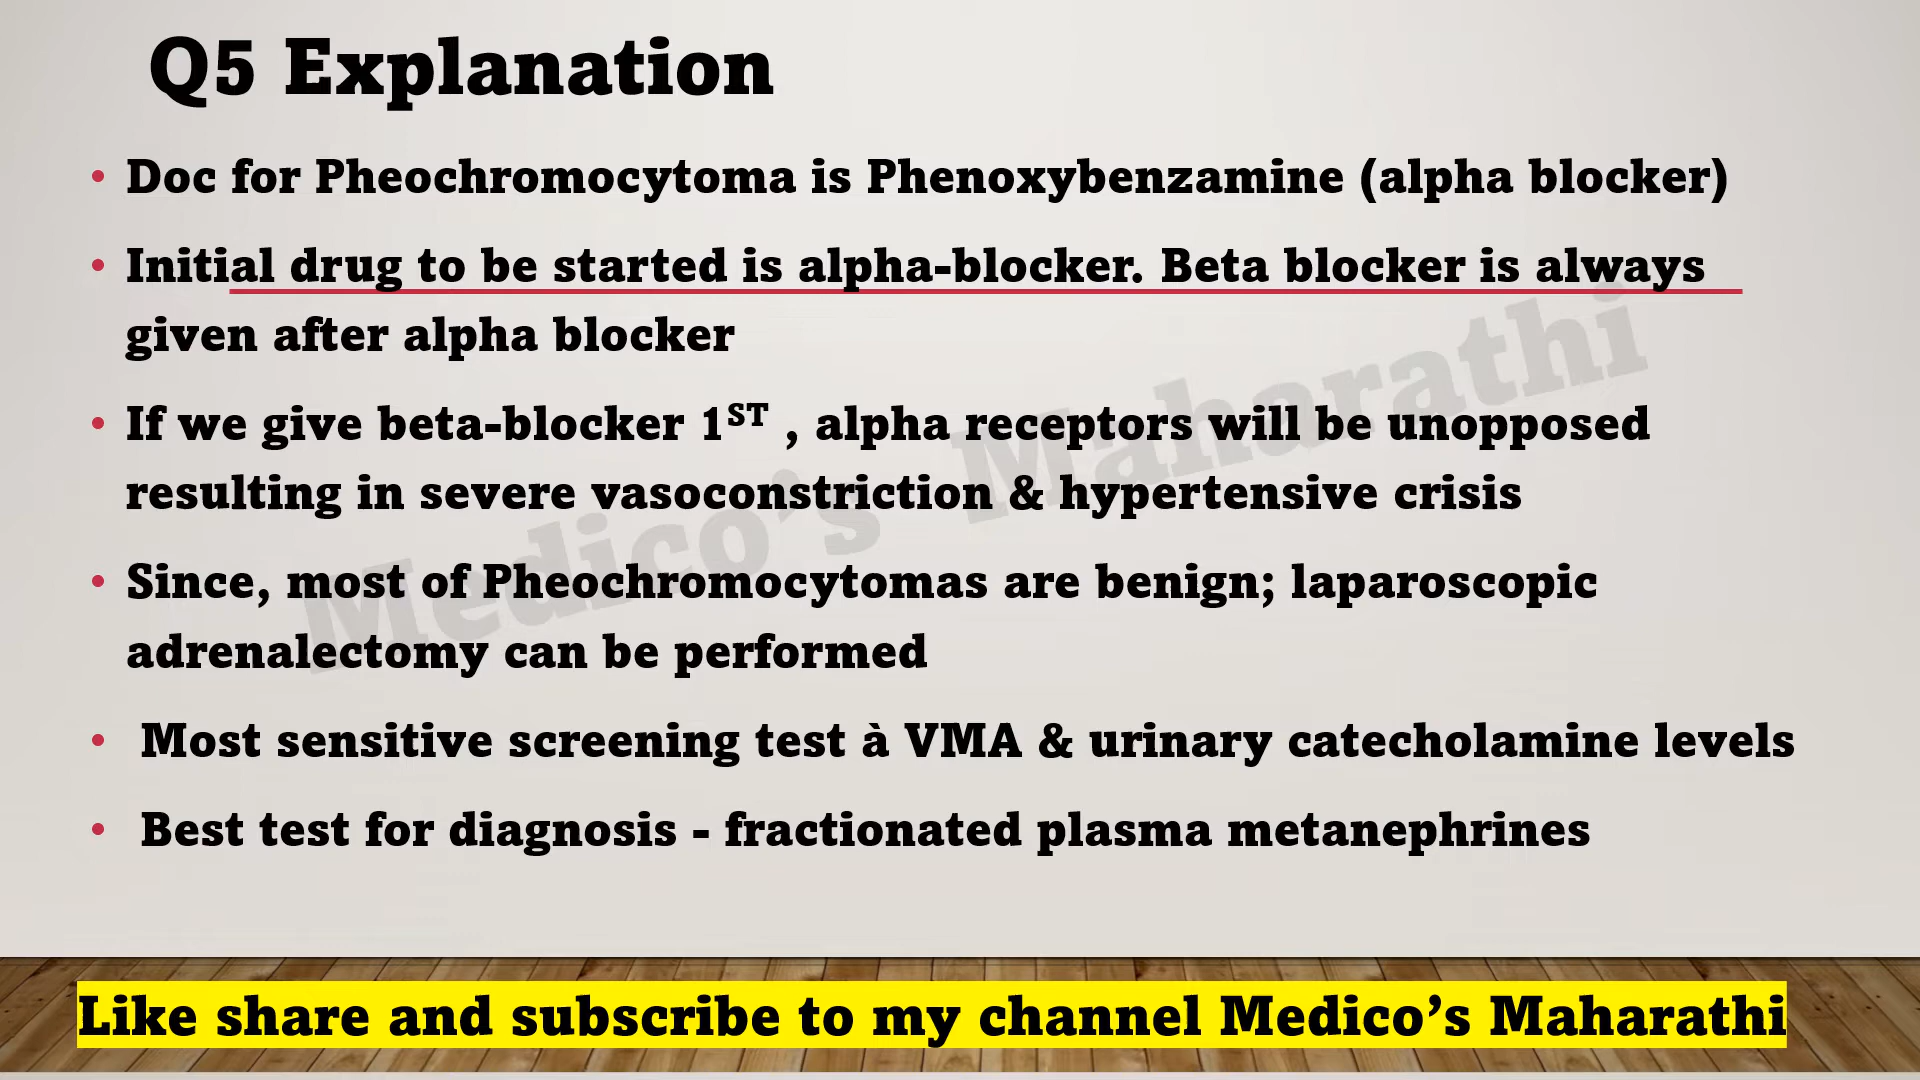 Q5 Explanation
• Doc for Pheochromocytoma is Phenoxybenzamine (alpha blocker)
• Initial drug to be started is alpha-blocker. Beta blocker is always
given after alpha blocker
• If we give beta-blocker 1ST , alpha receptors will be unopposed
resulting in severe vasoconstriction & hypertensive crisis
• Since, most of Pheochromocytomas are benign; laparoscopic
adrenalectomy can be performed
• Most sensitive screening test à VMA & urinary catecholamine levels
• Best test for diagnosis - fractionated plasma metanephrines
Medico’s Maharathi
Like share and subscribe to my channel Medico’s Maharathi